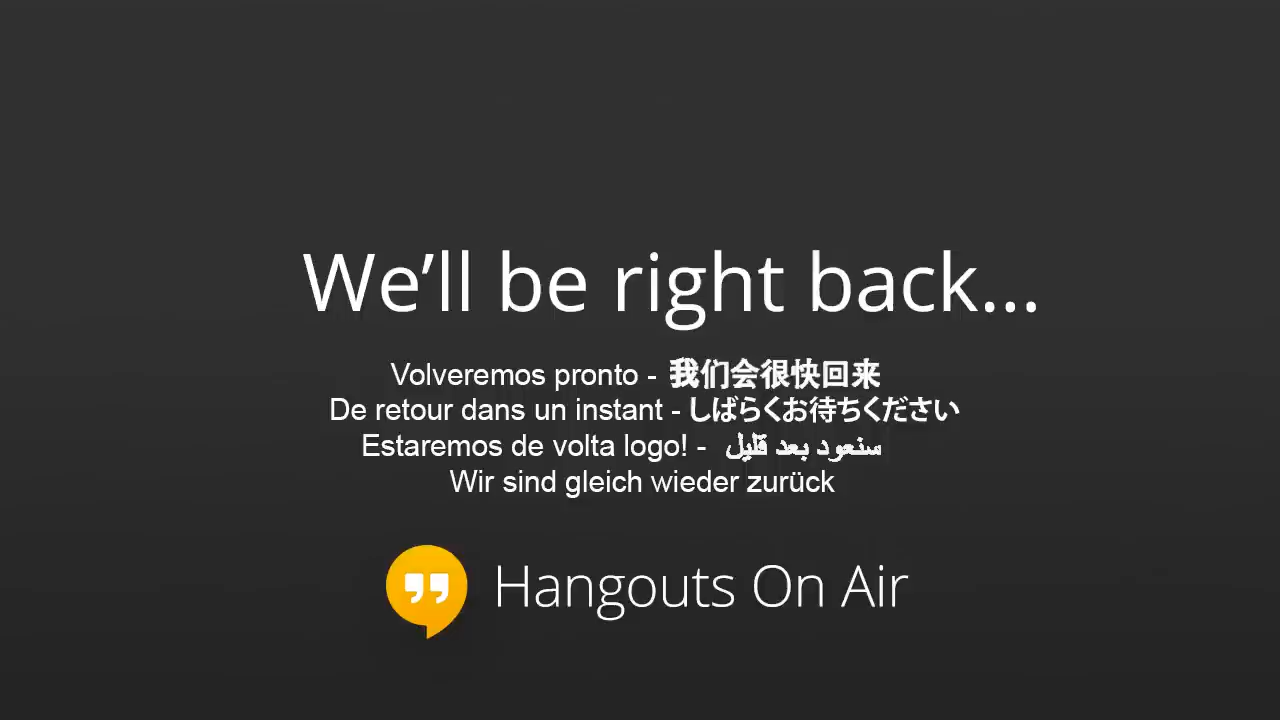 We’ll be right back...
Volveremos pronto - 我们会很快回来
De retour dans un instant - しばらくお待ちください
Estaremos de volta logo! - سنعود بعد قليل
Wir sind gleich wieder zurück
Hangouts On Air